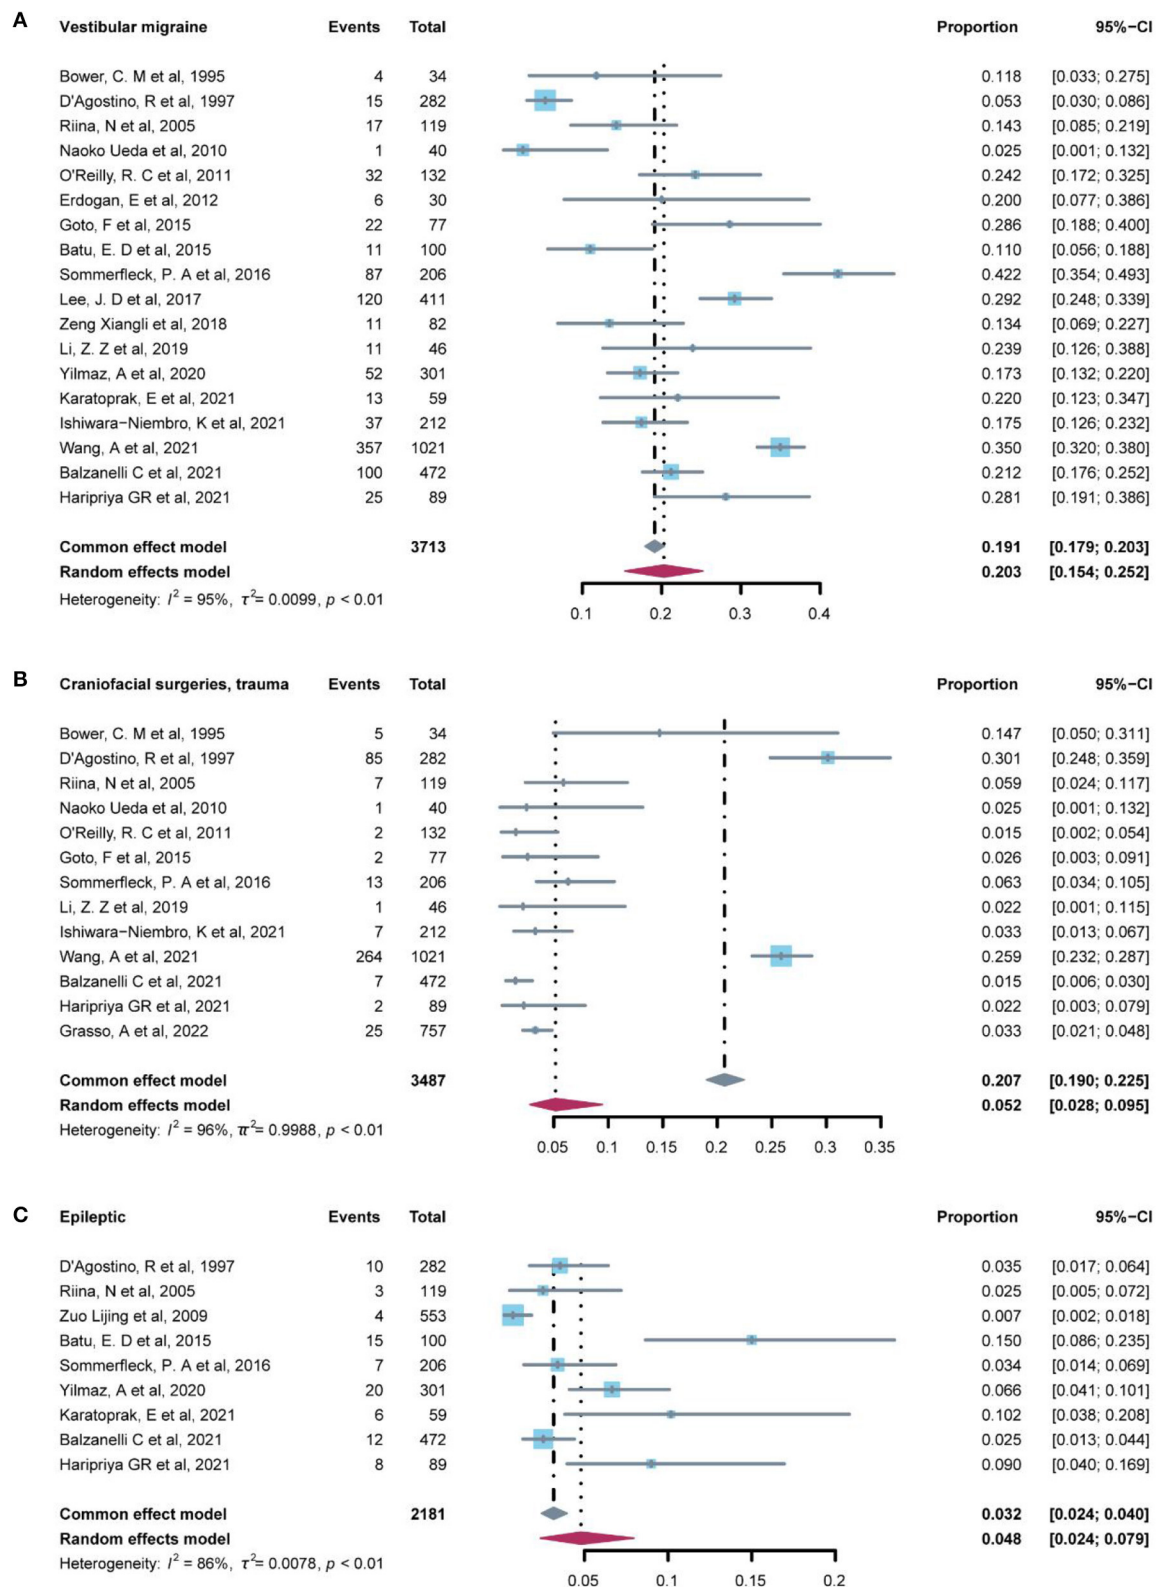 A
Vestibular migraine Events Total Proportion 95%−CI
Bower, C. M et al, 1995 4 34 0.118 [0.033; 0.275]
D'Agostino, R et al, 1997 15 282 0.053 [0.030; 0.086]
Riina, N et al, 2005 17 119 0.143 [0.085; 0.219]
Naoko Ueda et al, 2010 1 40 0.025 [0.001; 0.132]
O'Reilly, R. C et al, 2011 32 132 0.242 [0.172; 0.325]
Erdogan, E et al, 2012 6 30 0.200 [0.077; 0.386]
Goto, F et al, 2015 22 77 0.286 [0.188; 0.400]
Batu, E. D et al, 2015 11 100 0.110 [0.056; 0.188]
Sommerfleck, P. A et al, 2016 87 206 0.422 [0.354; 0.493]
Lee, J. D et al, 2017 120 411 0.292 [0.248; 0.339]
Zeng Xiangli et al, 2018 11 82 0.134 [0.069; 0.227]
Li, Z. Z et al, 2019 11 46 0.239 [0.126; 0.388]
Yilmaz, A et al, 2020 52 301 0.173 [0.132; 0.220]
Karatoprak, E et al, 2021 13 59 0.220 [0.123; 0.347]
Ishiwara−Niembro, K et al, 2021 37 212 0.175 [0.126; 0.232]
Wang, A et al, 2021 357 1021 0.350 [0.320; 0.380]
Balzanelli C et al, 2021 100 472 0.212 [0.176; 0.252]
Haripriya GR et al, 2021 25 89 0.281 [0.191; 0.386]
Common effect model 3713 0.191 [0.179; 0.203]
Random effects model 0.203 [0.154; 0.252]
Heterogeneity: I² = 95%, τ²= 0.0099, p < 0.01
0.1 0.2 0.3 0.4
B
Craniofacial surgeries, trauma Events Total Proportion 95%−CI
Bower, C. M et al, 1995 5 34 0.147 [0.050; 0.311]
D'Agostino, R et al, 1997 85 282 0.301 [0.248; 0.359]
Riina, N et al, 2005 7 119 0.059 [0.024; 0.117]
Naoko Ueda et al, 2010 1 40 0.025 [0.001; 0.132]
O'Reilly, R. C et al, 2011 2 132 0.015 [0.002; 0.054]
Goto, F et al, 2015 2 77 0.026 [0.003; 0.091]
Sommerfleck, P. A et al, 2016 13 206 0.063 [0.034; 0.105]
Li, Z. Z et al, 2019 1 46 0.022 [0.001; 0.115]
Ishiwara−Niembro, K et al, 2021 7 212 0.033 [0.013; 0.067]
Wang, A et al, 2021 264 1021 0.259 [0.232; 0.287]
Balzanelli C et al, 2021 7 472 0.015 [0.006; 0.030]
Haripriya GR et al, 2021 2 89 0.022 [0.003; 0.079]
Grasso, A et al, 2022 25 757 0.033 [0.021; 0.048]
Common effect model 3487 0.207 [0.190; 0.225]
Random effects model 0.052 [0.028; 0.095]
Heterogeneity: I² = 96%, τ²= 0.9988, p < 0.01
0.05 0.1 0.15 0.2 0.25 0.3 0.35
C
Epileptic Events Total Proportion 95%−CI
D'Agostino, R et al, 1997 10 282 0.035 [0.017; 0.064]
Riina, N et al, 2005 3 119 0.025 [0.005; 0.072]
Zuo Lijing et al, 2009 4 553 0.007 [0.002; 0.018]
Batu, E. D et al, 2015 15 100 0.150 [0.086; 0.235]
Sommerfleck, P. A et al, 2016 7 206 0.034 [0.014; 0.069]
Yilmaz, A et al, 2020 20 301 0.066 [0.041; 0.101]
Karatoprak, E et al, 2021 6 59 0.102 [0.038; 0.208]
Balzanelli C et al, 2021 12 472 0.025 [0.013; 0.044]
Haripriya GR et al, 2021 8 89 0.090 [0.040; 0.169]
Common effect model 2181 0.032 [0.024; 0.040]
Random effects model 0.048 [0.024; 0.079]
Heterogeneity: I² = 86%, τ²= 0.0078, p < 0.01
0.05 0.1 0.15 0.2